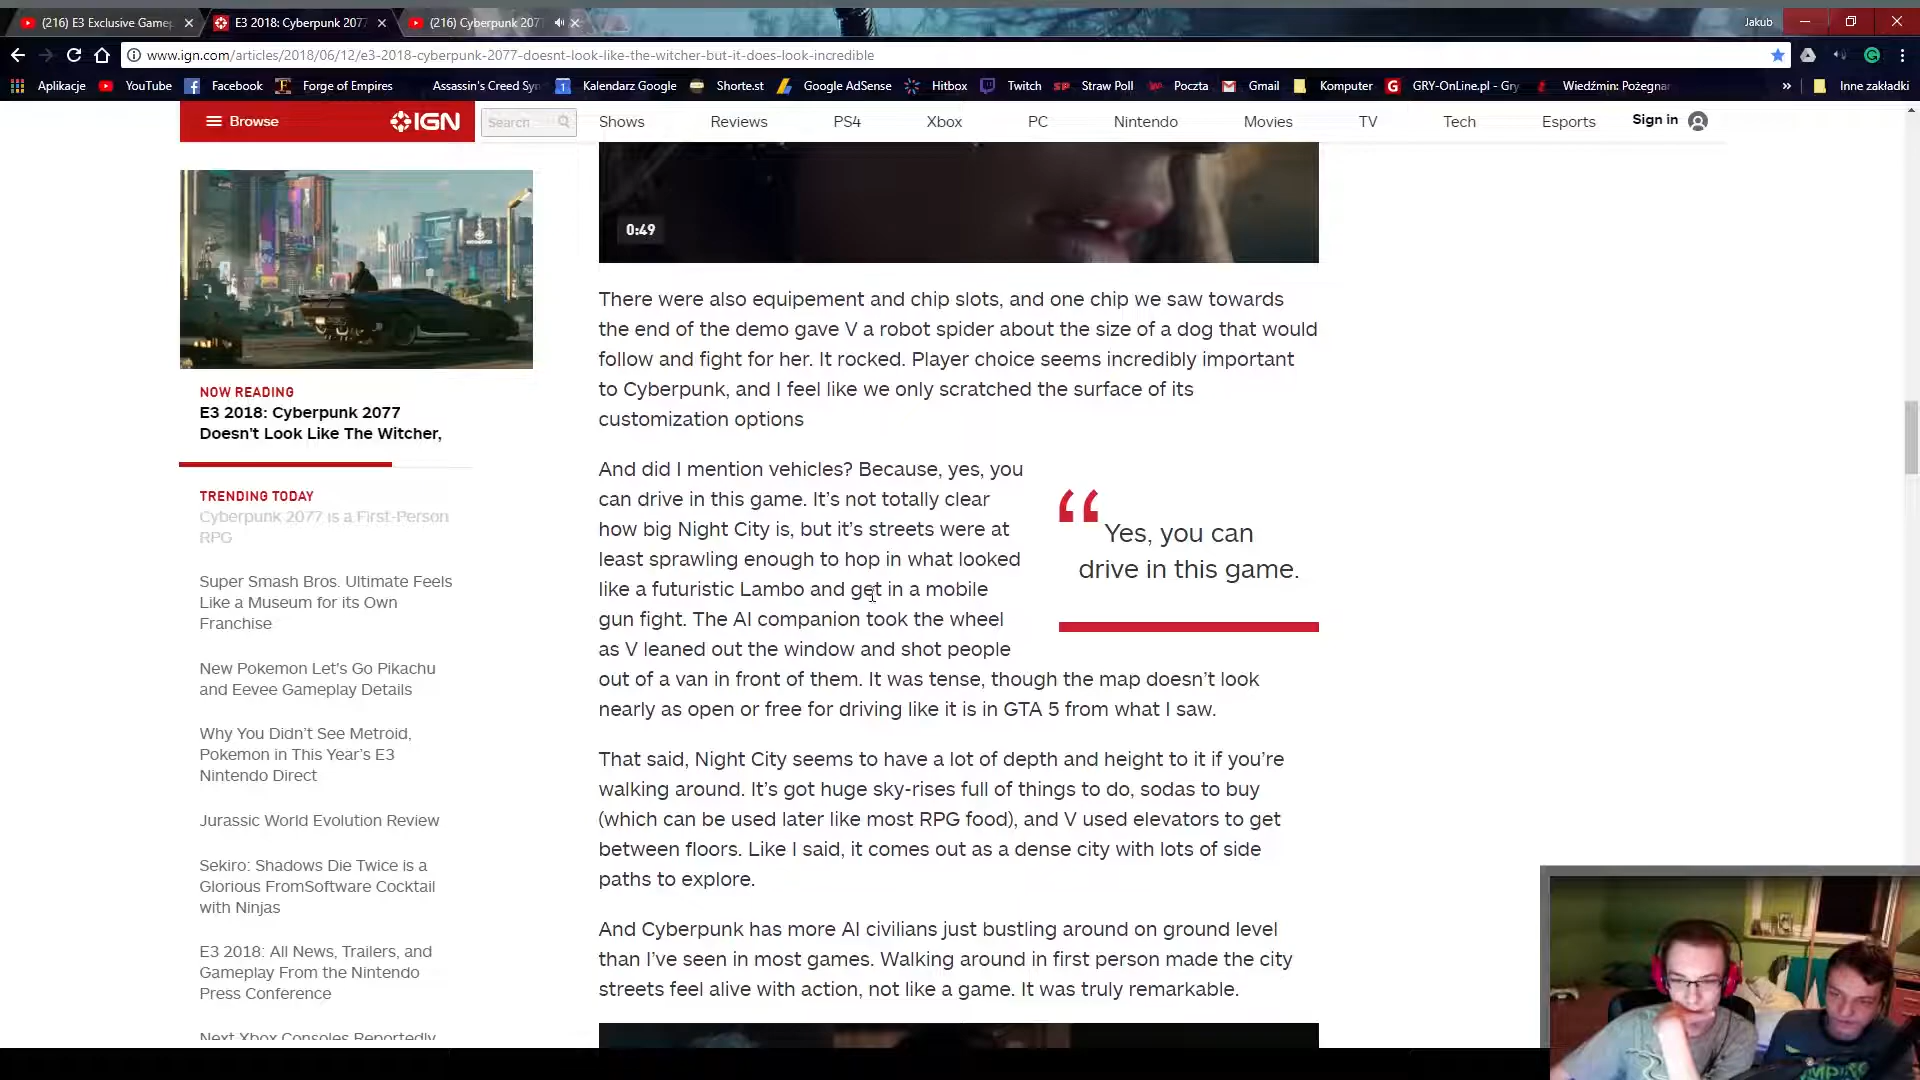 (216) E3 Exclusive Game
E3 2018: Cyberpunk 2077
(216) Cyberpunk 207
Jakub
www.ign.com/articles/2018/06/12/e3-2018-cyberpunk-2077-doesnt-look-like-the-witcher-but-it-does-look-incredible
Aplikacje YouTube Facebook Forge of Empires Assassin's Creed Syn Kalendarz Google Shorte.st Google AdSense Hitbox Twitch Straw Poll Poczta Gmail Komputer GRY-OnLine.pl - Gry Wiedźmin: Pożegna » Inne zakładki
Browse IGN Search Shows Reviews PS4 Xbox PC Nintendo Movies TV Tech Esports Sign in
NOW READING
E3 2018: Cyberpunk 2077
Doesn't Look Like The Witcher,
TRENDING TODAY
Cyberpunk 2077 is a First-Person
RPG
Super Smash Bros. Ultimate Feels
Like a Museum for its Own
Franchise
New Pokemon Let's Go Pikachu
and Eevee Gameplay Details
Why You Didn't See Metroid,
Pokemon in This Year's E3
Nintendo Direct
Jurassic World Evolution Review
Sekiro: Shadows Die Twice is a
Glorious FromSoftware Cocktail
with Ninjas
E3 2018: All News, Trailers, and
Gameplay From the Nintendo
Press Conference
Next Xbox Consoles Reportedly
0:49
There were also equipement and chip slots, and one chip we saw towards
the end of the demo gave V a robot spider about the size of a dog that would
follow and fight for her. It rocked. Player choice seems incredibly important
to Cyberpunk, and I feel like we only scratched the surface of its
customization options
And did I mention vehicles? Because, yes, you
can drive in this game. It's not totally clear
how big Night City is, but it's streets were at
least sprawling enough to hop in what looked
like a futuristic Lambo and get in a mobile
gun fight. The AI companion took the wheel
as V leaned out the window and shot people
out of a van in front of them. It was tense, though the map doesn't look
nearly as open or free for driving like it is in GTA 5 from what I saw.
“ Yes, you can
drive in this game.
That said, Night City seems to have a lot of depth and height to it if you're
walking around. It's got huge sky-rises full of things to do, sodas to buy
(which can be used later like most RPG food), and V used elevators to get
between floors. Like I said, it comes out as a dense city with lots of side
paths to explore.
And Cyberpunk has more AI civilians just bustling around on ground level
than I've seen in most games. Walking around in first person made the city
streets feel alive with action, not like a game. It was truly remarkable.